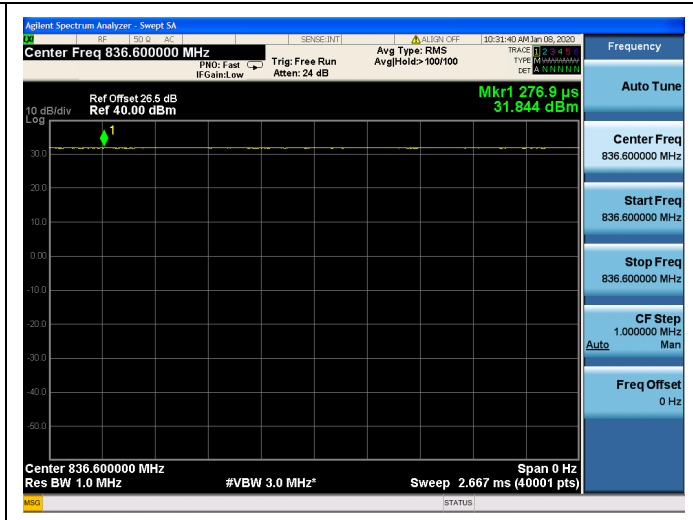 Agilent Spectrum Analyzer - Swept SA
LXI RF 50 Ω AC SENSE:INT ALIGN OFF 10:31:40 AM Jan 08, 2020
Center Freq 836.600000 MHz
PNO: Fast
IFGain:Low
Trig: Free Run
Atten: 24 dB
Avg Type: RMS
Avg|Hold>100/100
TRACE 1 2 3 4 5 6
TYPE M
DET A N N N N N
Ref Offset 26.5 dB
10 dB/div Ref 40.00 dBm
Log
Mkr1 276.9 µs
31.844 dBm
1
30.0
20.0
10.0
0.00
-10.0
-20.0
-30.0
-40.0
-50.0
Center 836.600000 MHz Span 0 Hz
Res BW 1.0 MHz #VBW 3.0 MHz* Sweep 2.667 ms (40001 pts)
MSG STATUS
Frequency
Auto Tune
Center Freq
836.600000 MHz
Start Freq
836.600000 MHz
Stop Freq
836.600000 MHz
CF Step
1.000000 MHz
Auto Man
Freq Offset
0 Hz